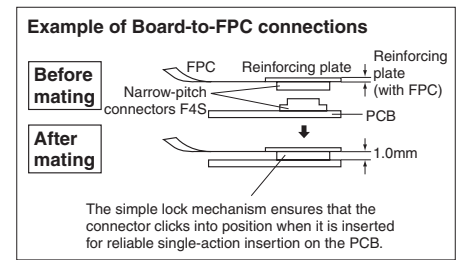 Example of Board-to-FPC connections
Before
mating
FPC
Reinforcing plate
Reinforcing
plate
(with FPC)
Narrow-pitch
connectors F4S
PCB
After
mating
1.0mm
The simple lock mechanism ensures that the
connector clicks into position when it is inserted
for reliable single-action insertion on the PCB.